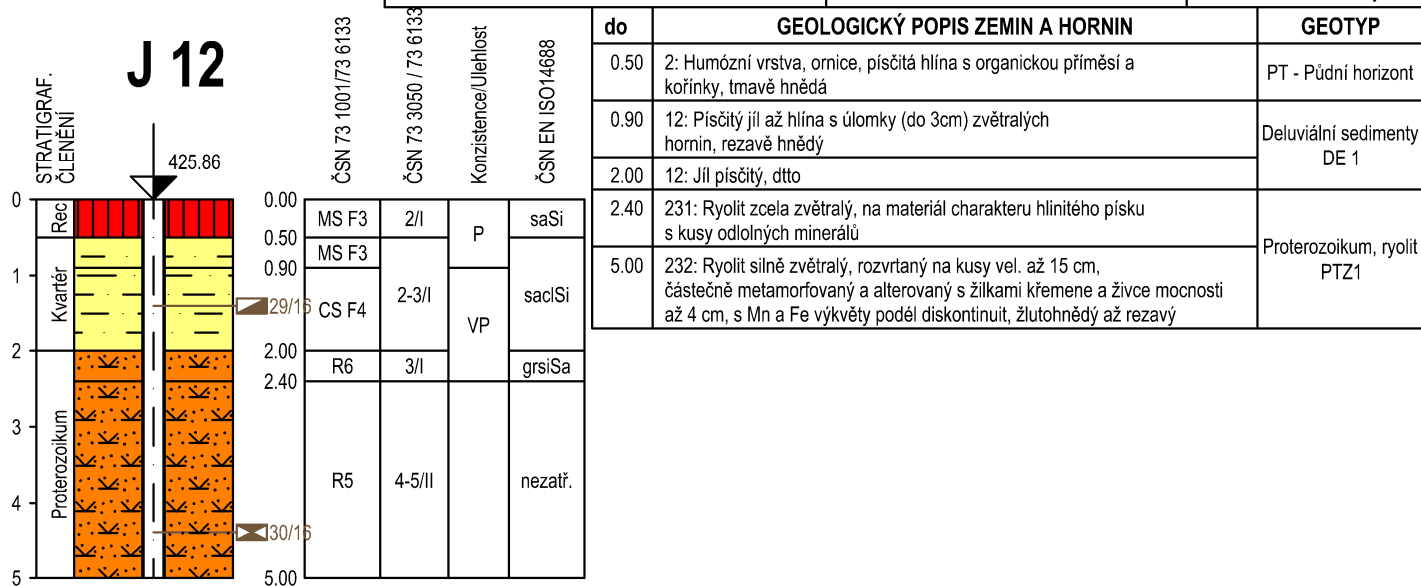 J 12
STRATIGRAF.
ČLENĚNÍ
425.86
ČSN 73 1001/73 6133
ČSN 73 3050 / 73 6133
Konzistence/Ulehlost
ČSN EN ISO14688
0
1
2
3
4
5
Rec
Kvartér
Proterozoikum
29/16
30/16
0.00
0.50
0.90
2.00
2.40
5.00
MS F3
2/I
P
saSi
MS F3
CS F4
2-3/I
VP
saclSi
R6
3/I
grsiSa
R5
4-5/II
nezatř.
do
GEOLOGICKÝ POPIS ZEMIN A HORNIN
GEOTYP
0.50
2: Humózní vrstva, ornice, písčitá hlína s organickou příměsí a
kořínky, tmavě hnědá
PT - Půdní horizont
0.90
12: Písčitý jíl až hlína s úlomky (do 3cm) zvětralých
hornin, rezavě hnědý
Deluviální sedimenty
DE 1
2.00
12: Jíl písčitý, dtto
2.40
231: Ryolit zcela zvětralý, na materiál charakteru hlinitého písku
s kusy odlolných minerálů
Proterozoikum, ryolit
PTZ1
5.00
232: Ryolit silně zvětralý, rozvrtaný na kusy vel. až 15 cm,
částečně metamorfovaný a alterovaný s žilkami křemene a živce mocnosti
až 4 cm, s Mn a Fe výkvěty podél diskontinuit, žlutohnědý až rezavý